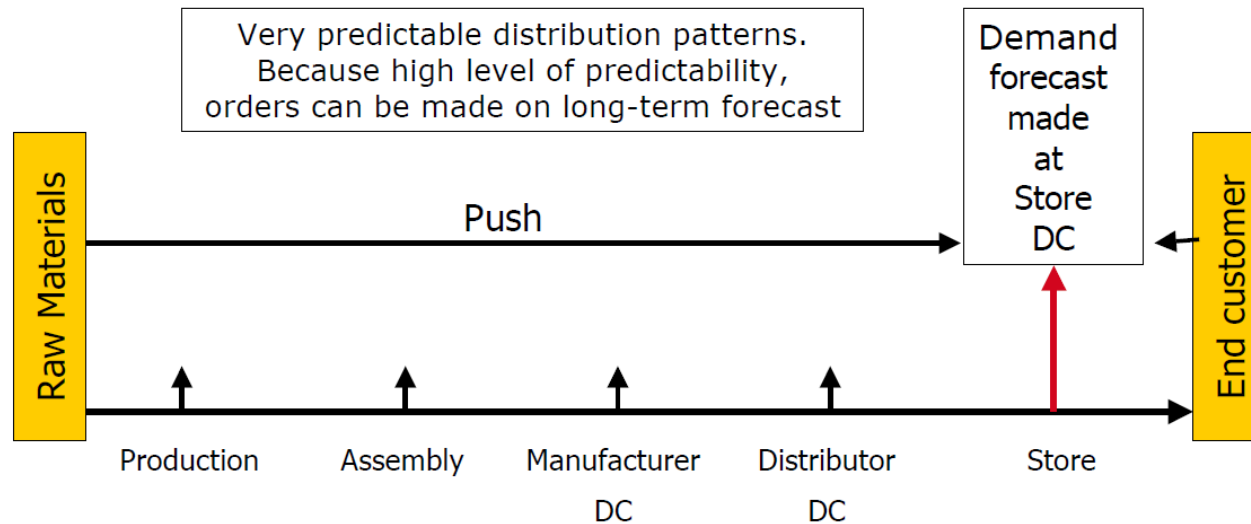 Very predictable distribution patterns.
Because high level of predictability,
orders can be made on long-term forecast
Demand
forecast
made
at
Store
DC
Raw Materials
Push
End customer
Production
Assembly
Manufacturer
DC
Distributor
DC
Store